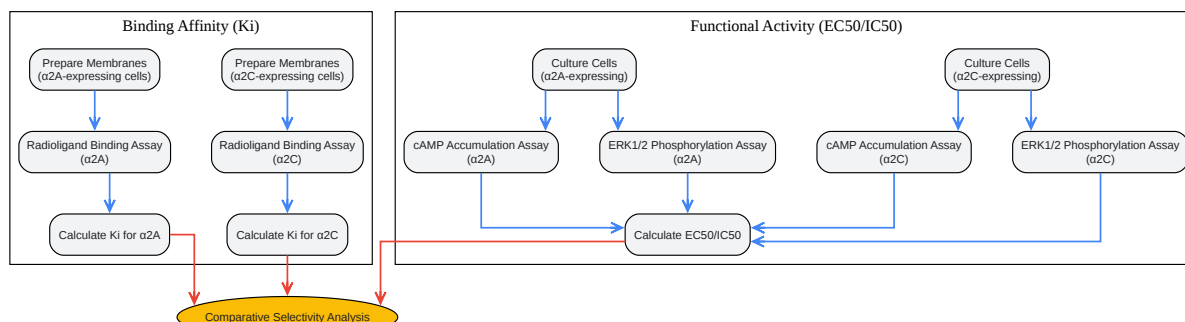 Binding Affinity (Ki)
Functional Activity (EC50/IC50)
Prepare Membranes
(α2A-expressing cells)
Prepare Membranes
(α2C-expressing cells)
Culture Cells
(α2A-expressing)
Culture Cells
(α2C-expressing)
Radioligand Binding Assay
(α2A)
Radioligand Binding Assay
(α2C)
cAMP Accumulation Assay
(α2A)
ERK1/2 Phosphorylation Assay
(α2A)
cAMP Accumulation Assay
(α2C)
ERK1/2 Phosphorylation Assay
(α2C)
Calculate Ki for α2A
Calculate Ki for α2C
Calculate EC50/IC50
Comparative Selectivity Analysis